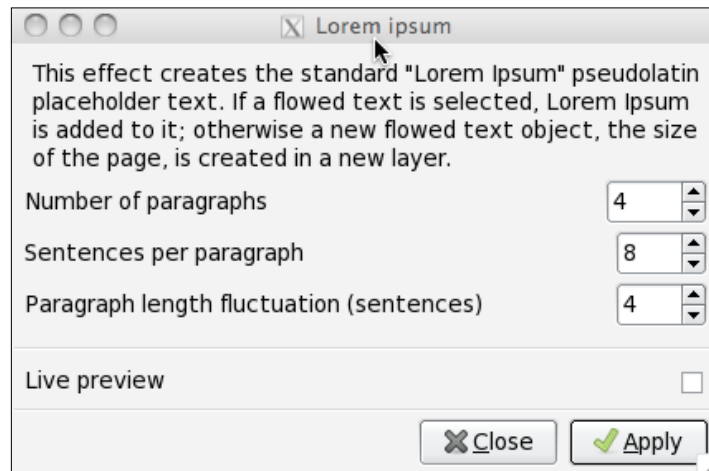 Lorem ipsum
This effect creates the standard "Lorem Ipsum" pseudolatin
placeholder text. If a flowed text is selected, Lorem Ipsum
is added to it; otherwise a new flowed text object, the size
of the page, is created in a new layer.
Number of paragraphs 4
Sentences per paragraph 8
Paragraph length fluctuation (sentences) 4
Live preview
Close Apply